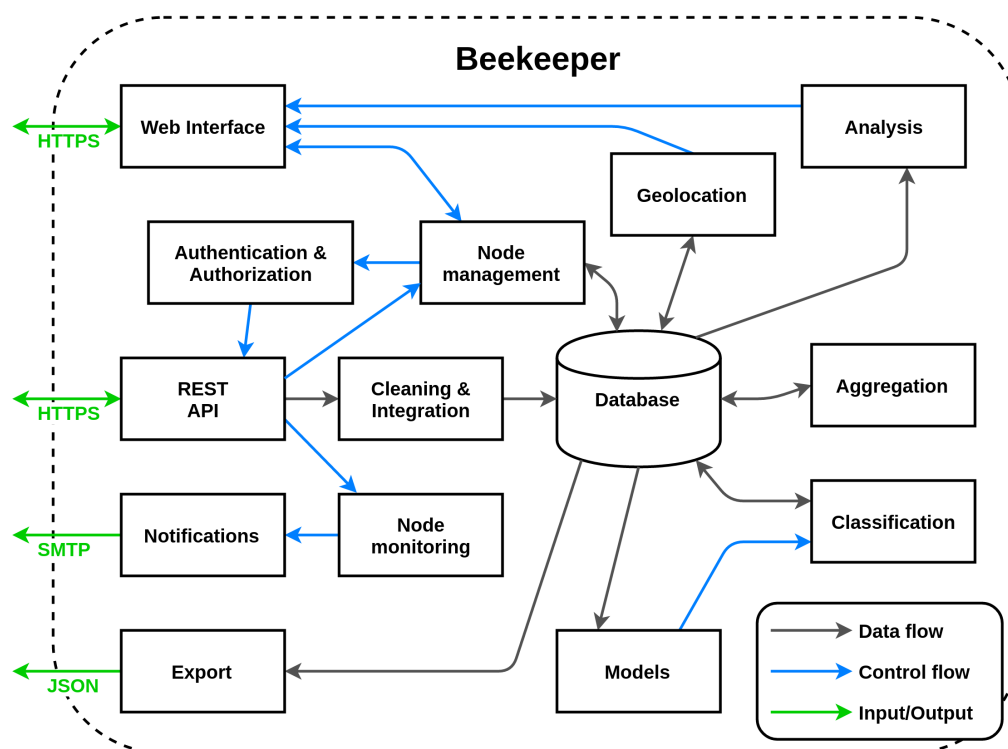 Beekeeper
Web Interface
HTTPS
Analysis
Geolocation
Authentication &
Authorization
Node
management
REST
API
HTTPS
Cleaning &
Integration
Database
Aggregation
Classification
Notifications
SMTP
Node
monitoring
Export
JSON
Models
Data flow
Control flow
Input/Output